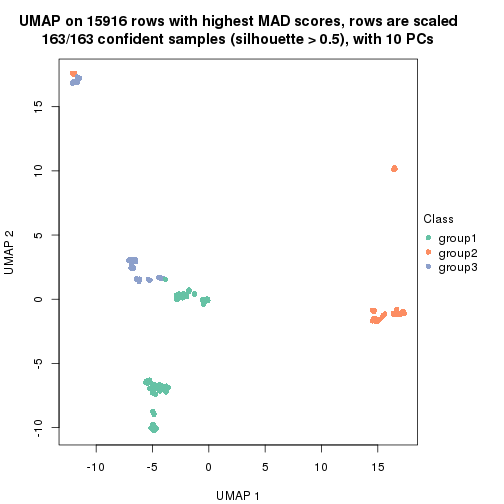 UMAP on 15916 rows with highest MAD scores, rows are scaled
163/163 confident samples (silhouette > 0.5), with 10 PCs
15
10
5
0
-5
-10
UMAP 2
-10
-5
0
5
10
15
UMAP 1
Class
group1
group2
group3